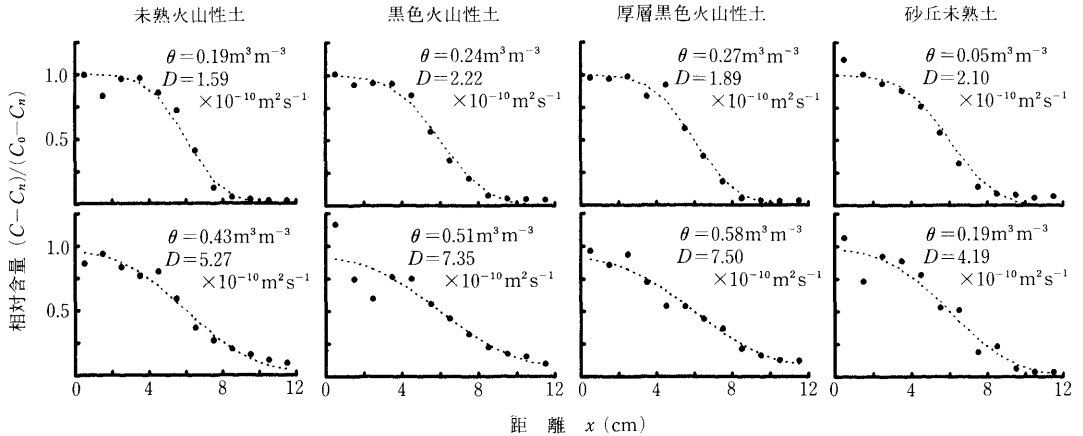 未熟火山性土
黒色火山性土
厚層黒色火山性土
砂丘未熟土
θ=0.19m³m⁻³
D=1.59
×10⁻¹⁰m²s⁻¹
θ=0.24m³m⁻³
D=2.22
×10⁻¹⁰m²s⁻¹
θ=0.27m³m⁻³
D=1.89
×10⁻¹⁰m²s⁻¹
θ=0.05m³m⁻³
D=2.10
×10⁻¹⁰m²s⁻¹
1.0
0.5
相対含量 (C−Cn)/(C₀−Cn)
θ=0.43m³m⁻³
D=5.27
×10⁻¹⁰m²s⁻¹
θ=0.51m³m⁻³
D=7.35
×10⁻¹⁰m²s⁻¹
θ=0.58m³m⁻³
D=7.50
×10⁻¹⁰m²s⁻¹
θ=0.19m³m⁻³
D=4.19
×10⁻¹⁰m²s⁻¹
1.0
0.5
0 4 8 12
0 4 8 12
0 4 8 12
0 4 8 12
距離 x (cm)